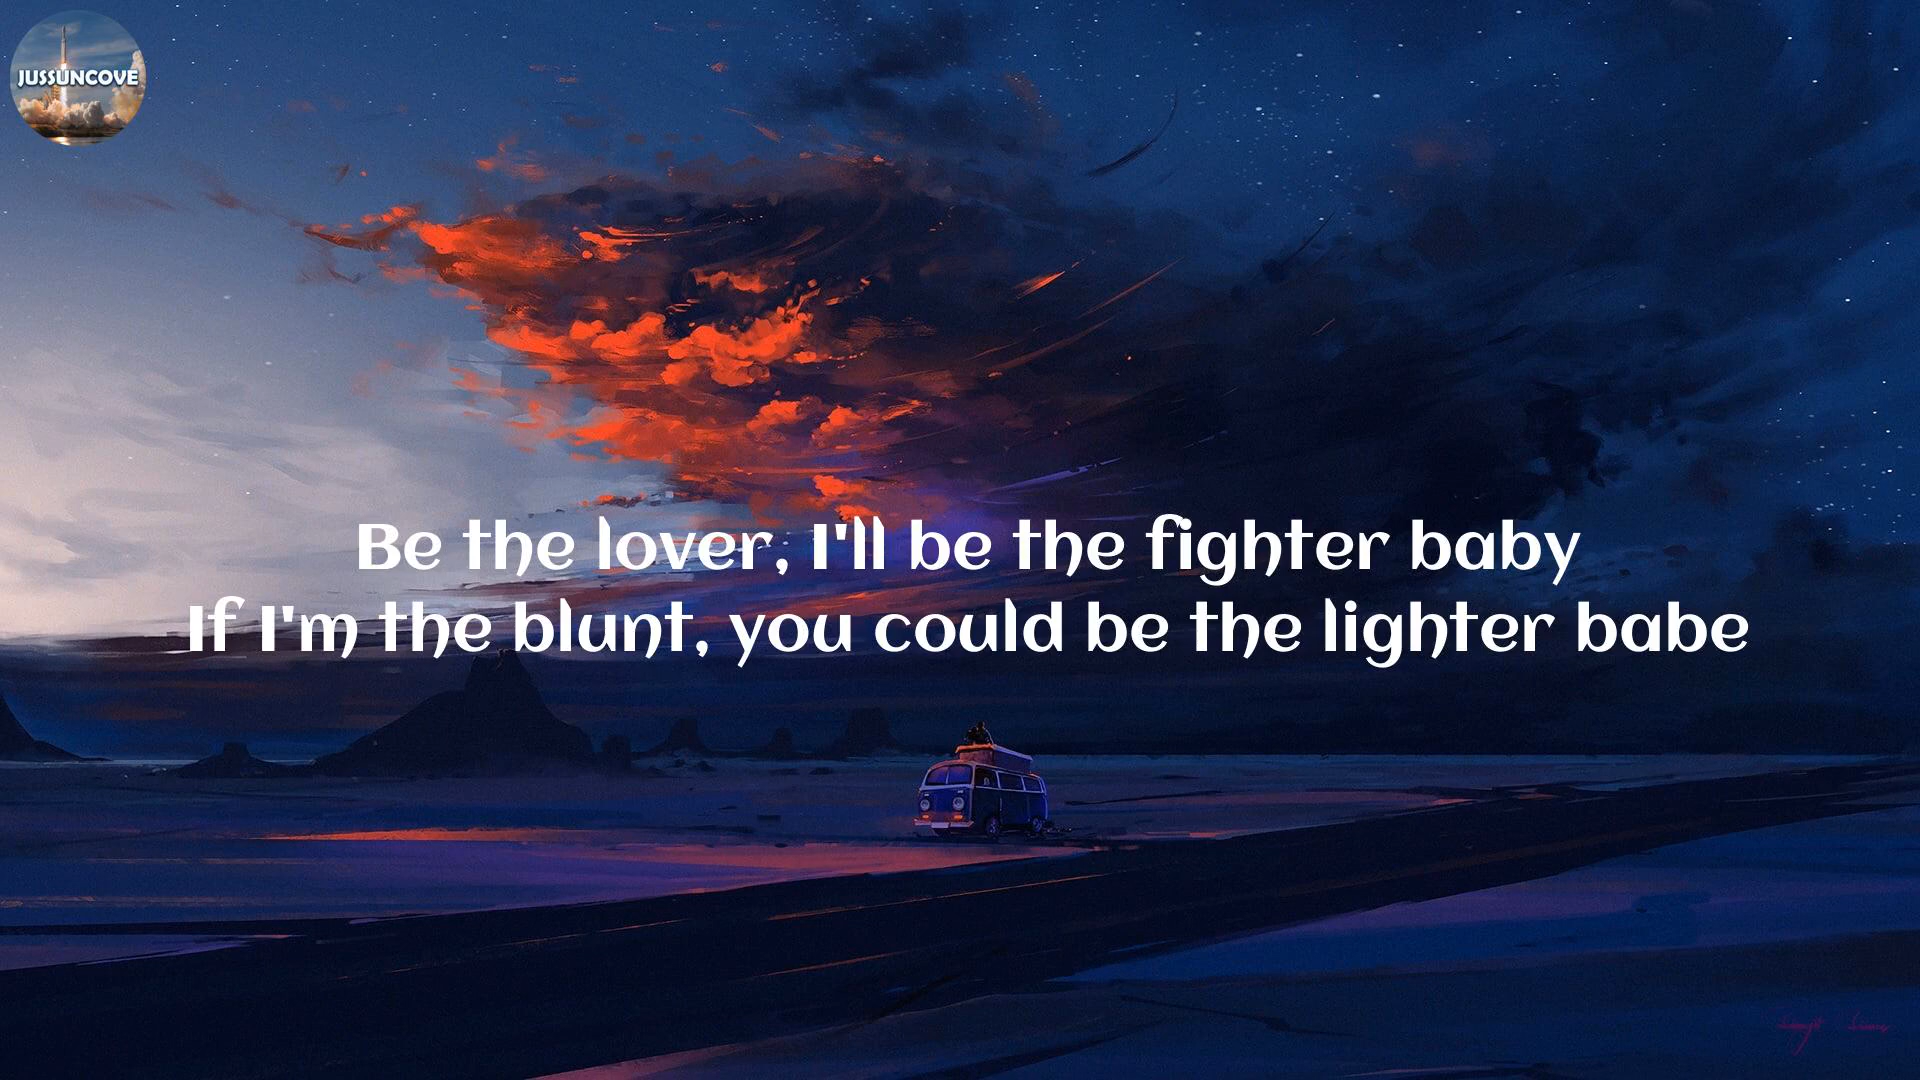 JUSSUNCOVE
Be the lover, I'll be the fighter baby
If I'm the blunt, you could be the lighter babe